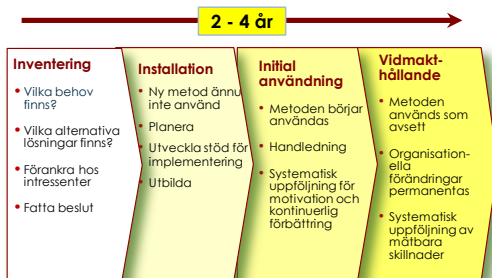 2 - 4 år
Inventering
• Vilka behov
finns?
• Vilka alternativa
lösningar finns?
• Förankra hos
intressenter
• Fatta beslut
Installation
• Ny metod ännu
inte använd
• Planera
• Utveckla stöd för
implementering
• Utbilda
Initial
användning
• Metoden börjar
användas
• Handledning
• Systematisk
uppföljning för
motivation och
kontinuerlig
förbättring
Vidmakt-
hållande
• Metoden
används som
avsett
• Organisation-
ella
förändringar
permanentas
• Systematisk
uppföljning av
mätbara
skillnader